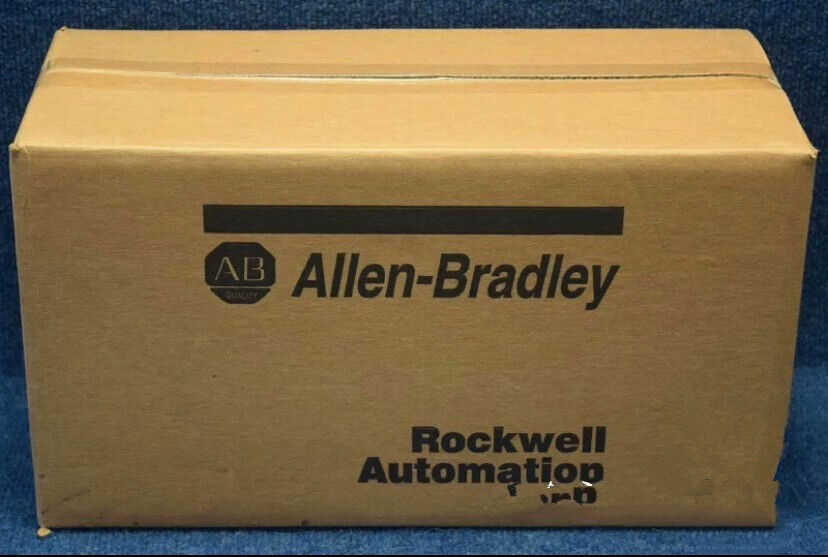 AB
QUALITY
Allen-Bradley
Rockwell
Automation